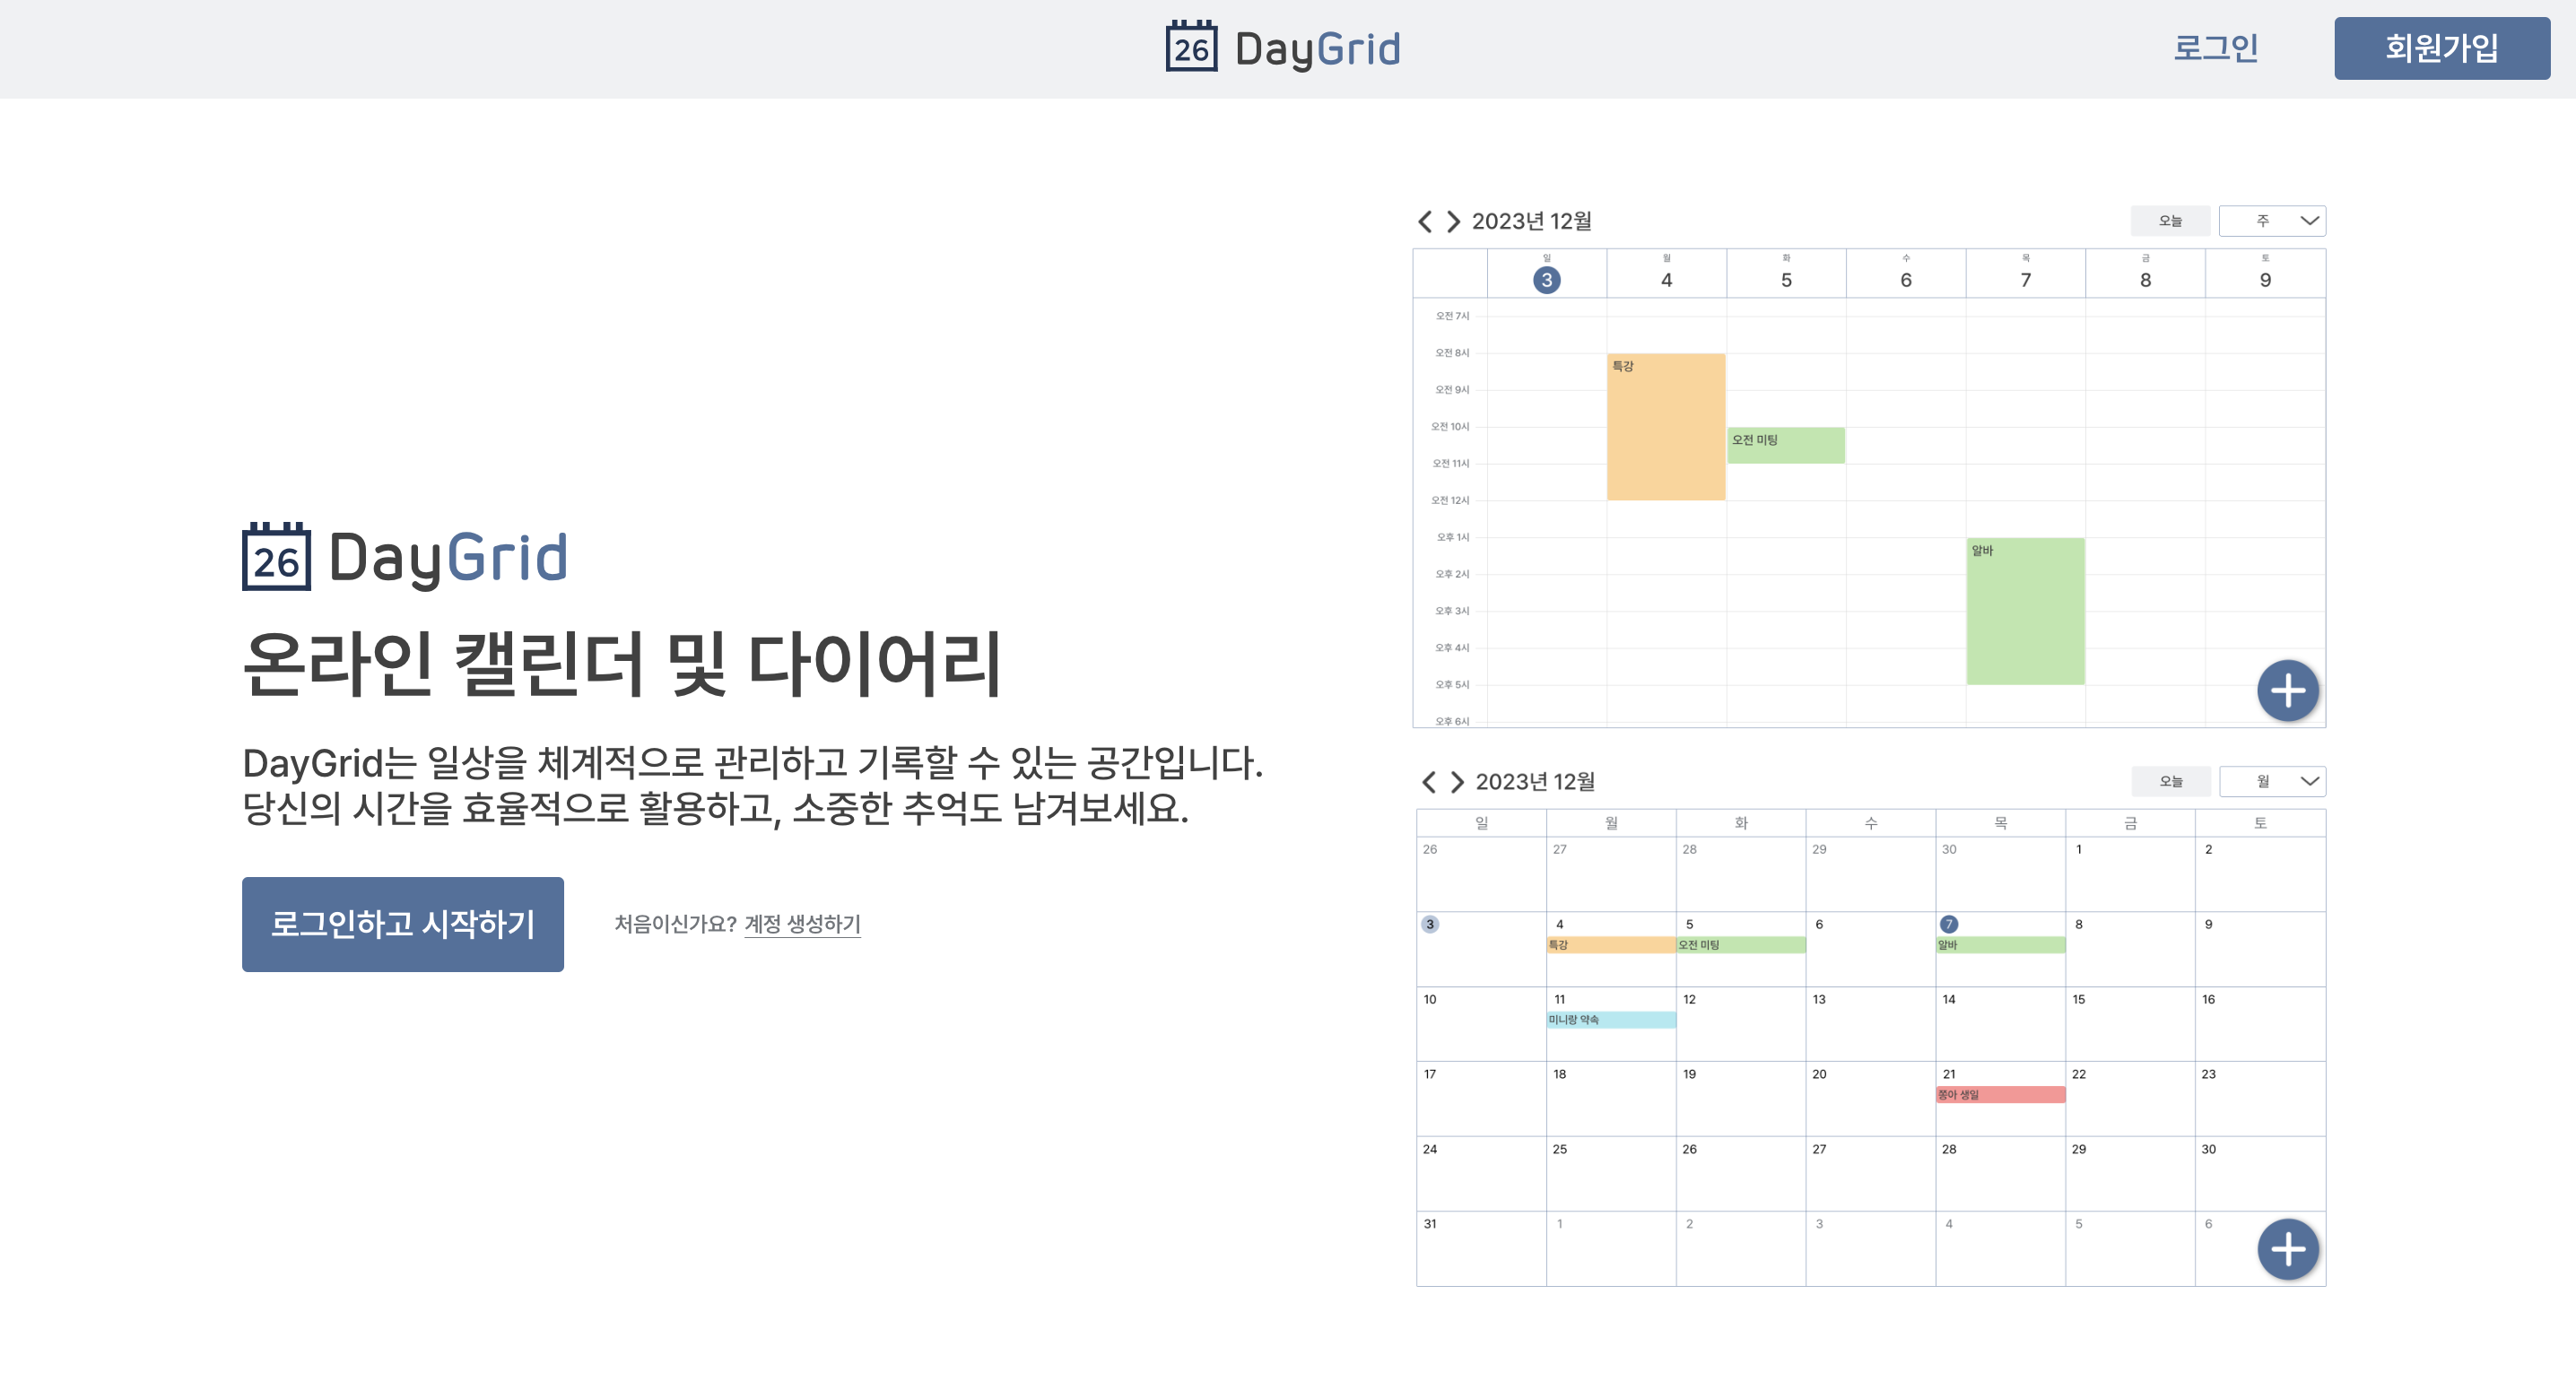 26 DayGrid
로그인
회원가입
26 DayGrid
온라인 캘린더 및 다이어리
DayGrid는 일상을 체계적으로 관리하고 기록할 수 있는 공간입니다.
당신의 시간을 효율적으로 활용하고, 소중한 추억도 남겨보세요.
로그인하고 시작하기
처음이신가요? 계정 생성하기
2023년 12월
오늘
주
일 월 화 수 목 금 토
3 4 5 6 7 8 9
오전 7시
오전 8시
특강
오전 9시
오전 10시
오전 미팅
오전 11시
오전 12시
오후 1시
알바
오후 2시
오후 3시
오후 4시
오후 5시
오후 6시
2023년 12월
오늘
월
일 월 화 수 목 금 토
26 27 28 29 30 1 2
3 4 5 6 7 8 9
특강 오전 미팅 알바
10 11 12 13 14 15 16
미니랑 약속
17 18 19 20 21 22 23
쫑아 생일
24 25 26 27 28 29 30
31 1 2 3 4 5 6